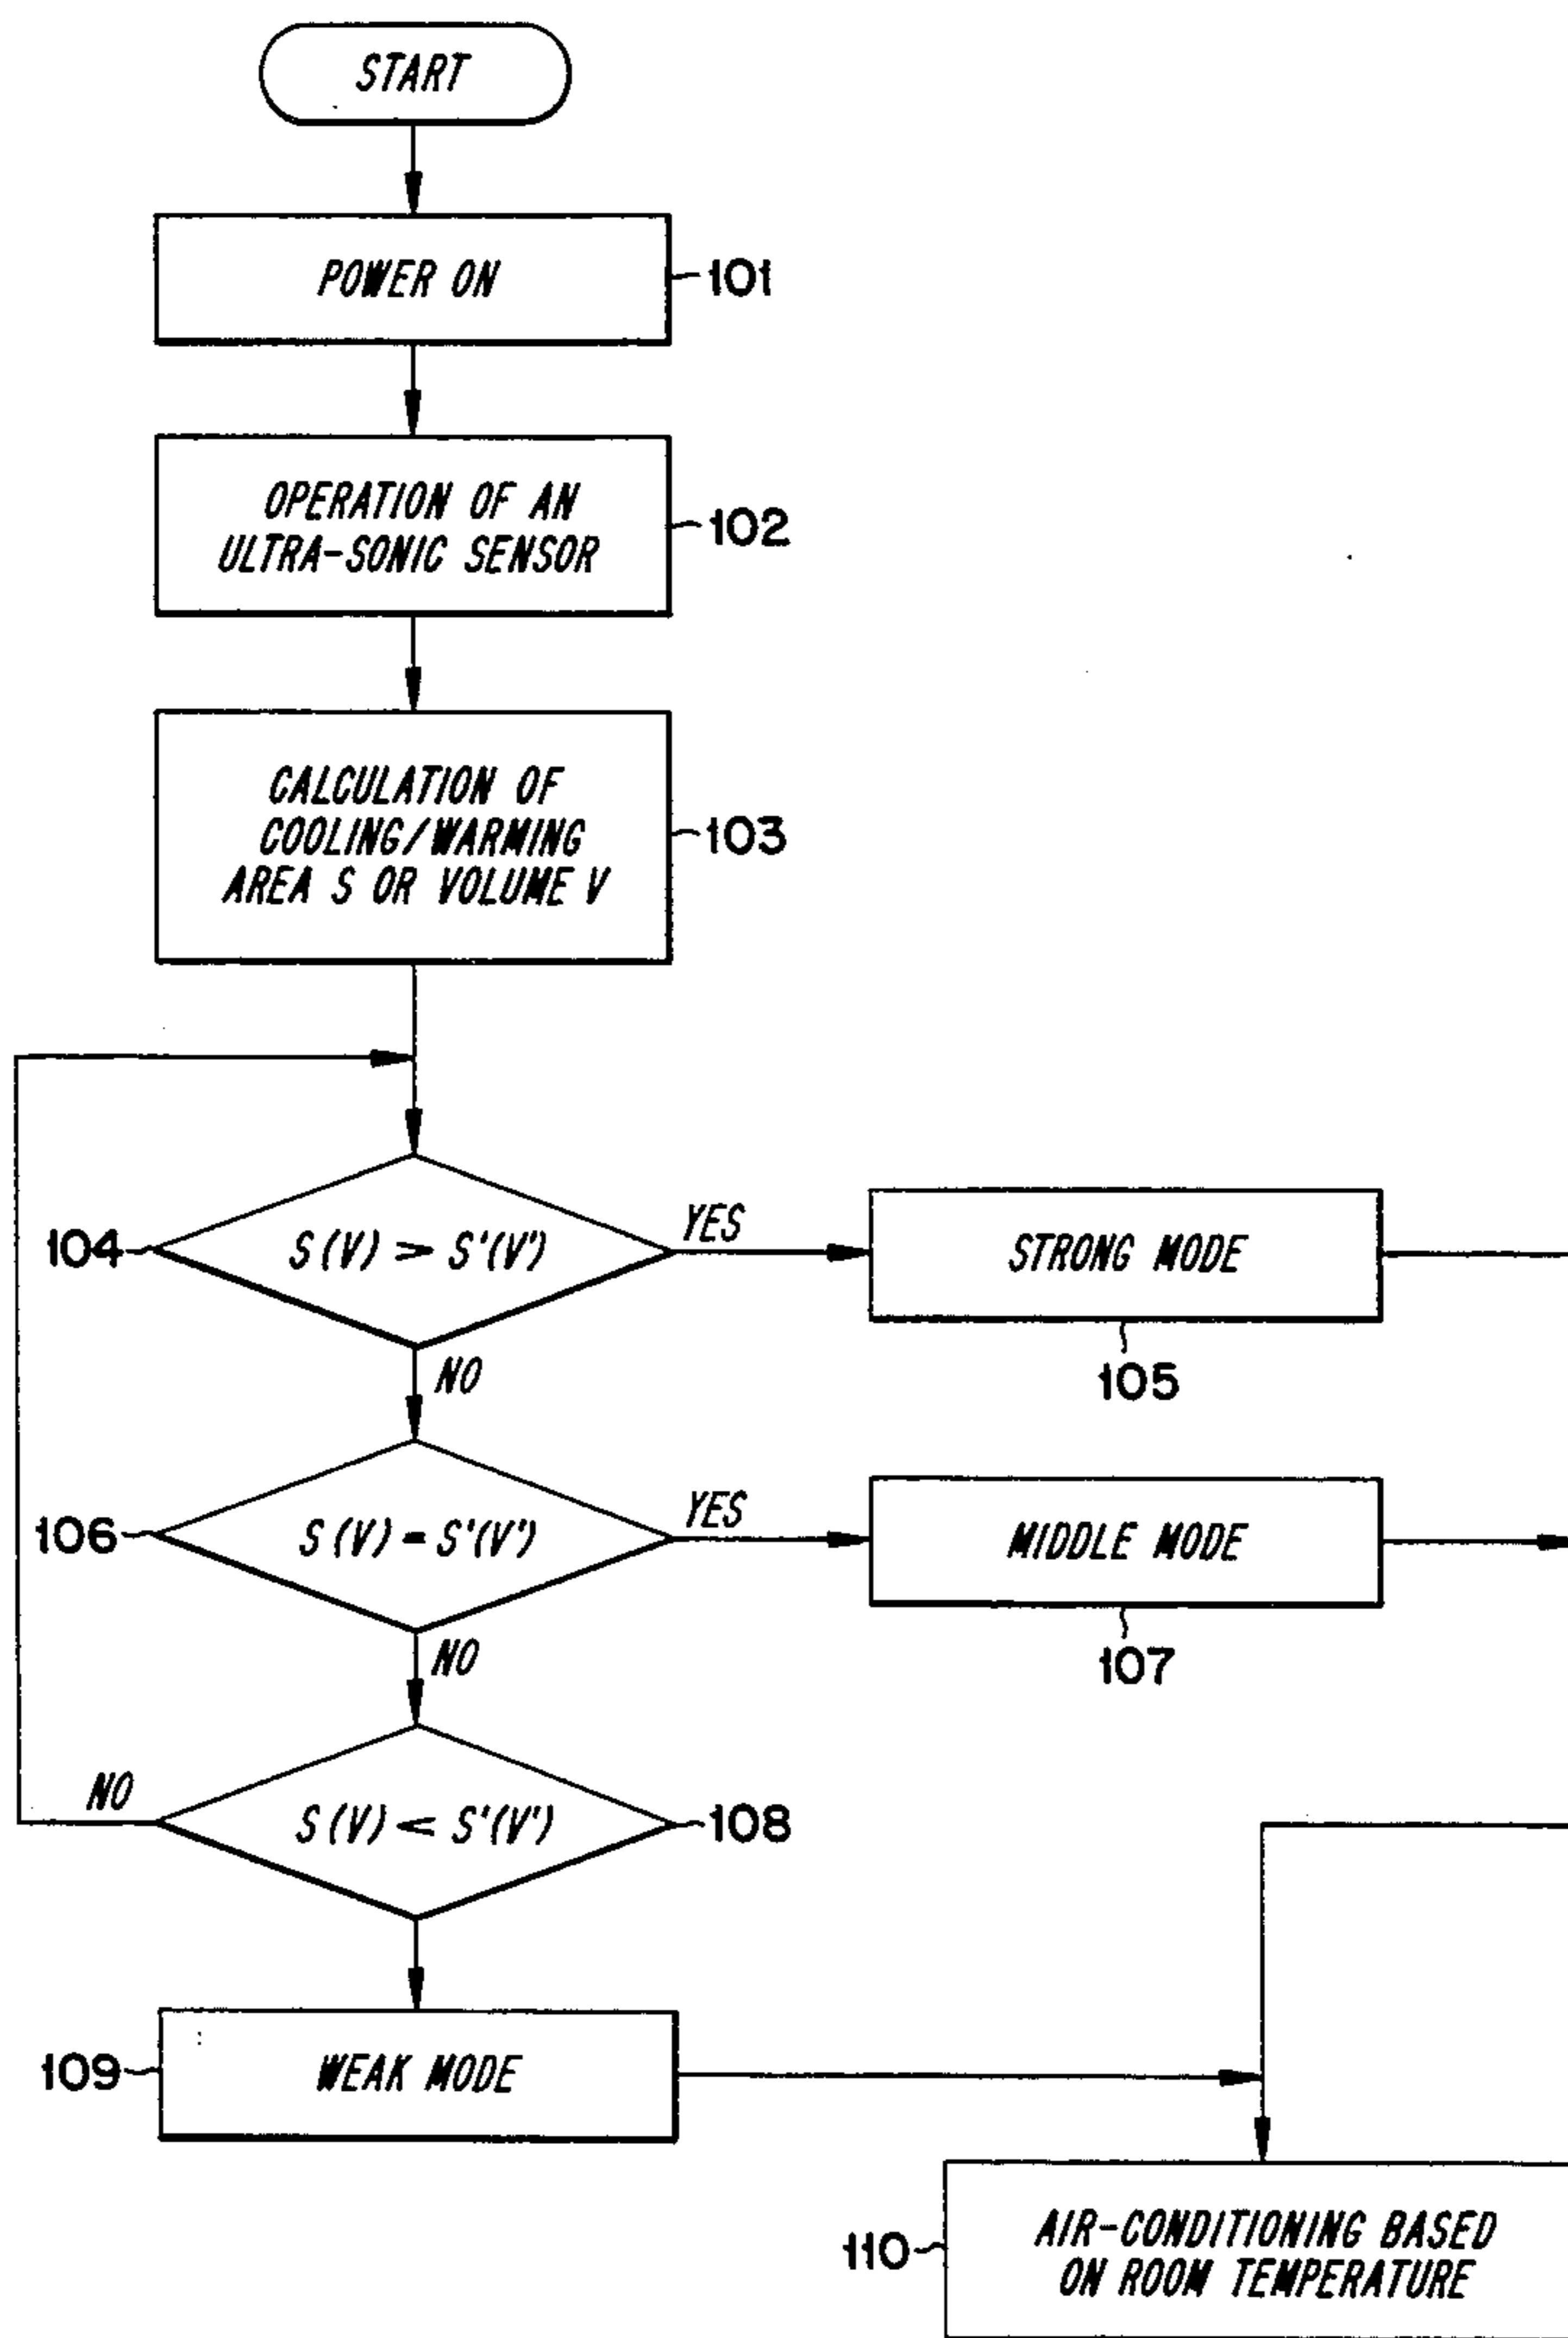 START
POWER ON
101
OPERATION OF AN
ULTRA-SONIC SENSOR
102
CALCULATION OF
COOLING/WARMING
AREA S OR VOLUME V
103
104
S(V) > S'(V')
YES
STRONG MODE
105
NO
106
S(V) = S'(V')
YES
MIDDLE MODE
107
NO
NO
S(V) < S'(V')
108
109
WEAK MODE
110
AIR-CONDITIONING BASED
ON ROOM TEMPERATURE